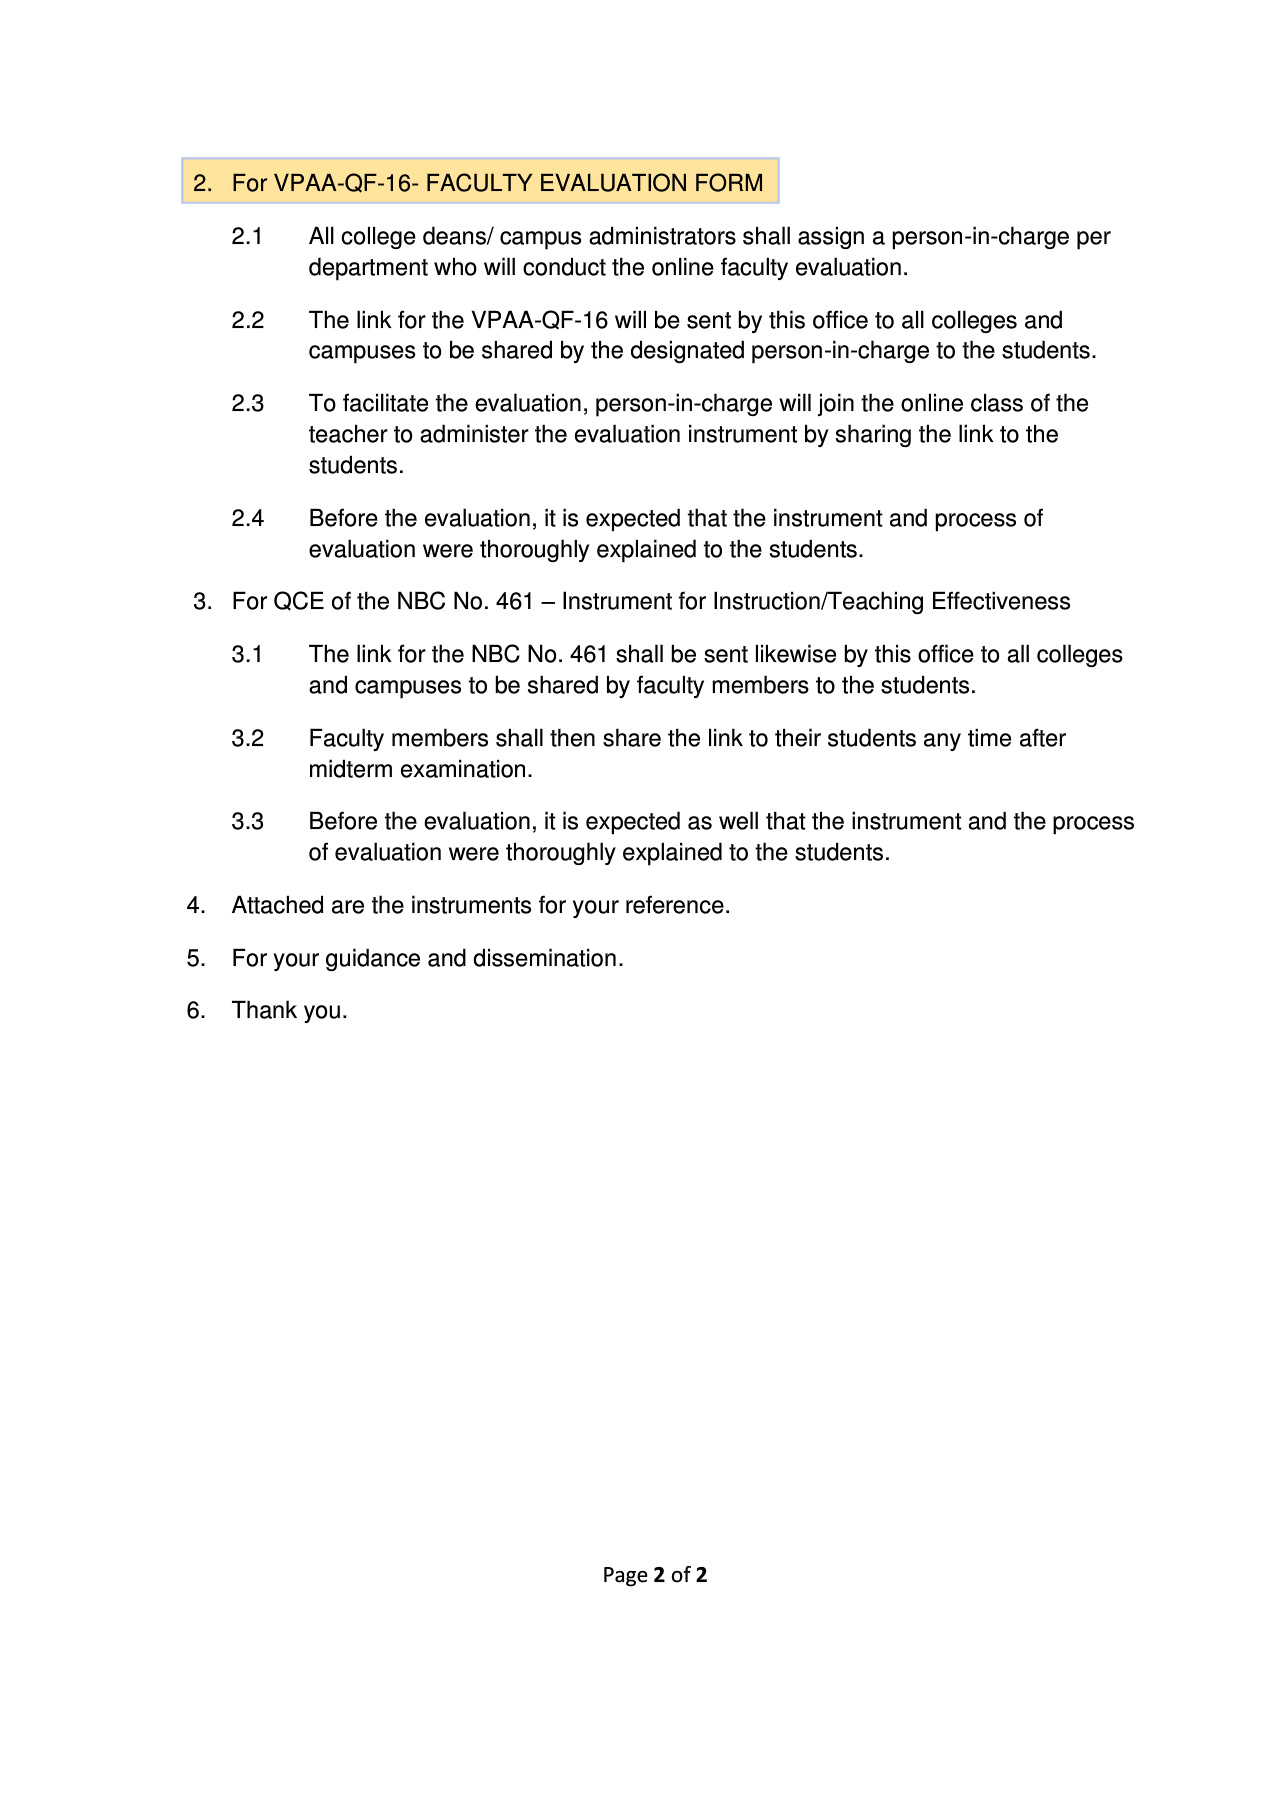 2. For VPAA-QF-16- FACULTY EVALUATION FORM
2.1 All college deans/ campus administrators shall assign a person-in-charge per
department who will conduct the online faculty evaluation.
2.2 The link for the VPAA-QF-16 will be sent by this office to all colleges and
campuses to be shared by the designated person-in-charge to the students.
2.3 To facilitate the evaluation, person-in-charge will join the online class of the
teacher to administer the evaluation instrument by sharing the link to the
students.
2.4 Before the evaluation, it is expected that the instrument and process of
evaluation were thoroughly explained to the students.
3. For QCE of the NBC No. 461 – Instrument for Instruction/Teaching Effectiveness
3.1 The link for the NBC No. 461 shall be sent likewise by this office to all colleges
and campuses to be shared by faculty members to the students.
3.2 Faculty members shall then share the link to their students any time after
midterm examination.
3.3 Before the evaluation, it is expected as well that the instrument and the process
of evaluation were thoroughly explained to the students.
4. Attached are the instruments for your reference.
5. For your guidance and dissemination.
6. Thank you.
Page 2 of 2